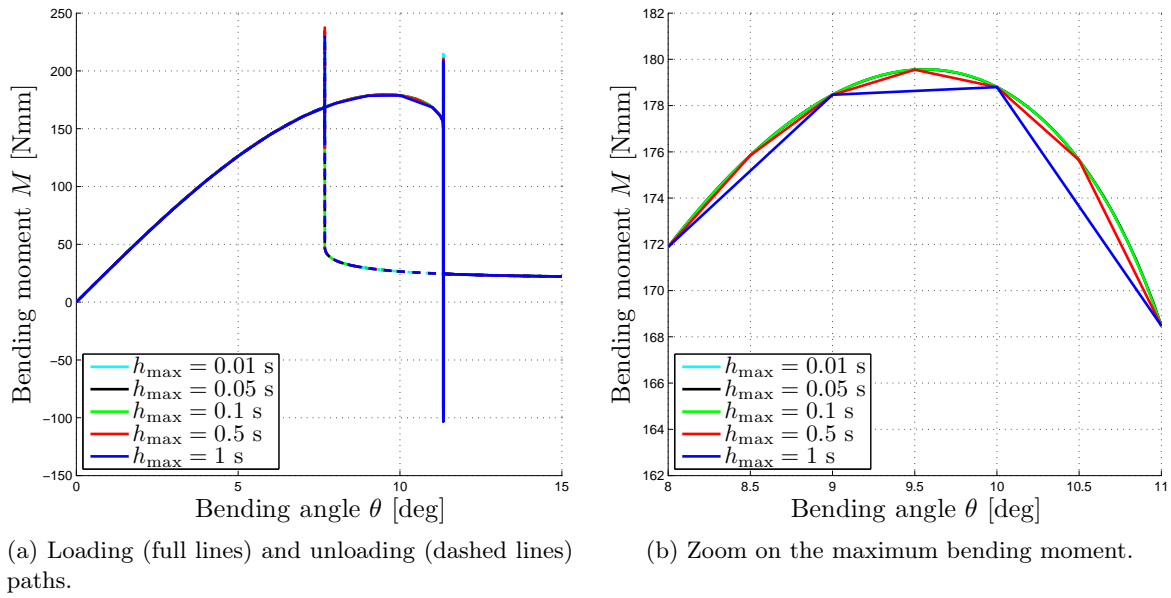 250
200
150
100
50
0
−50
−100
−150
0
5
10
15
Bending moment M [Nmm]
Bending angle θ [deg]
h_max = 0.01 s
h_max = 0.05 s
h_max = 0.1 s
h_max = 0.5 s
h_max = 1 s
(a) Loading (full lines) and unloading (dashed lines)
paths.
182
180
178
176
174
172
170
168
166
164
162
8
8.5
9
9.5
10
10.5
11
Bending moment M [Nmm]
Bending angle θ [deg]
h_max = 0.01 s
h_max = 0.05 s
h_max = 0.1 s
h_max = 0.5 s
h_max = 1 s
(b) Zoom on the maximum bending moment.